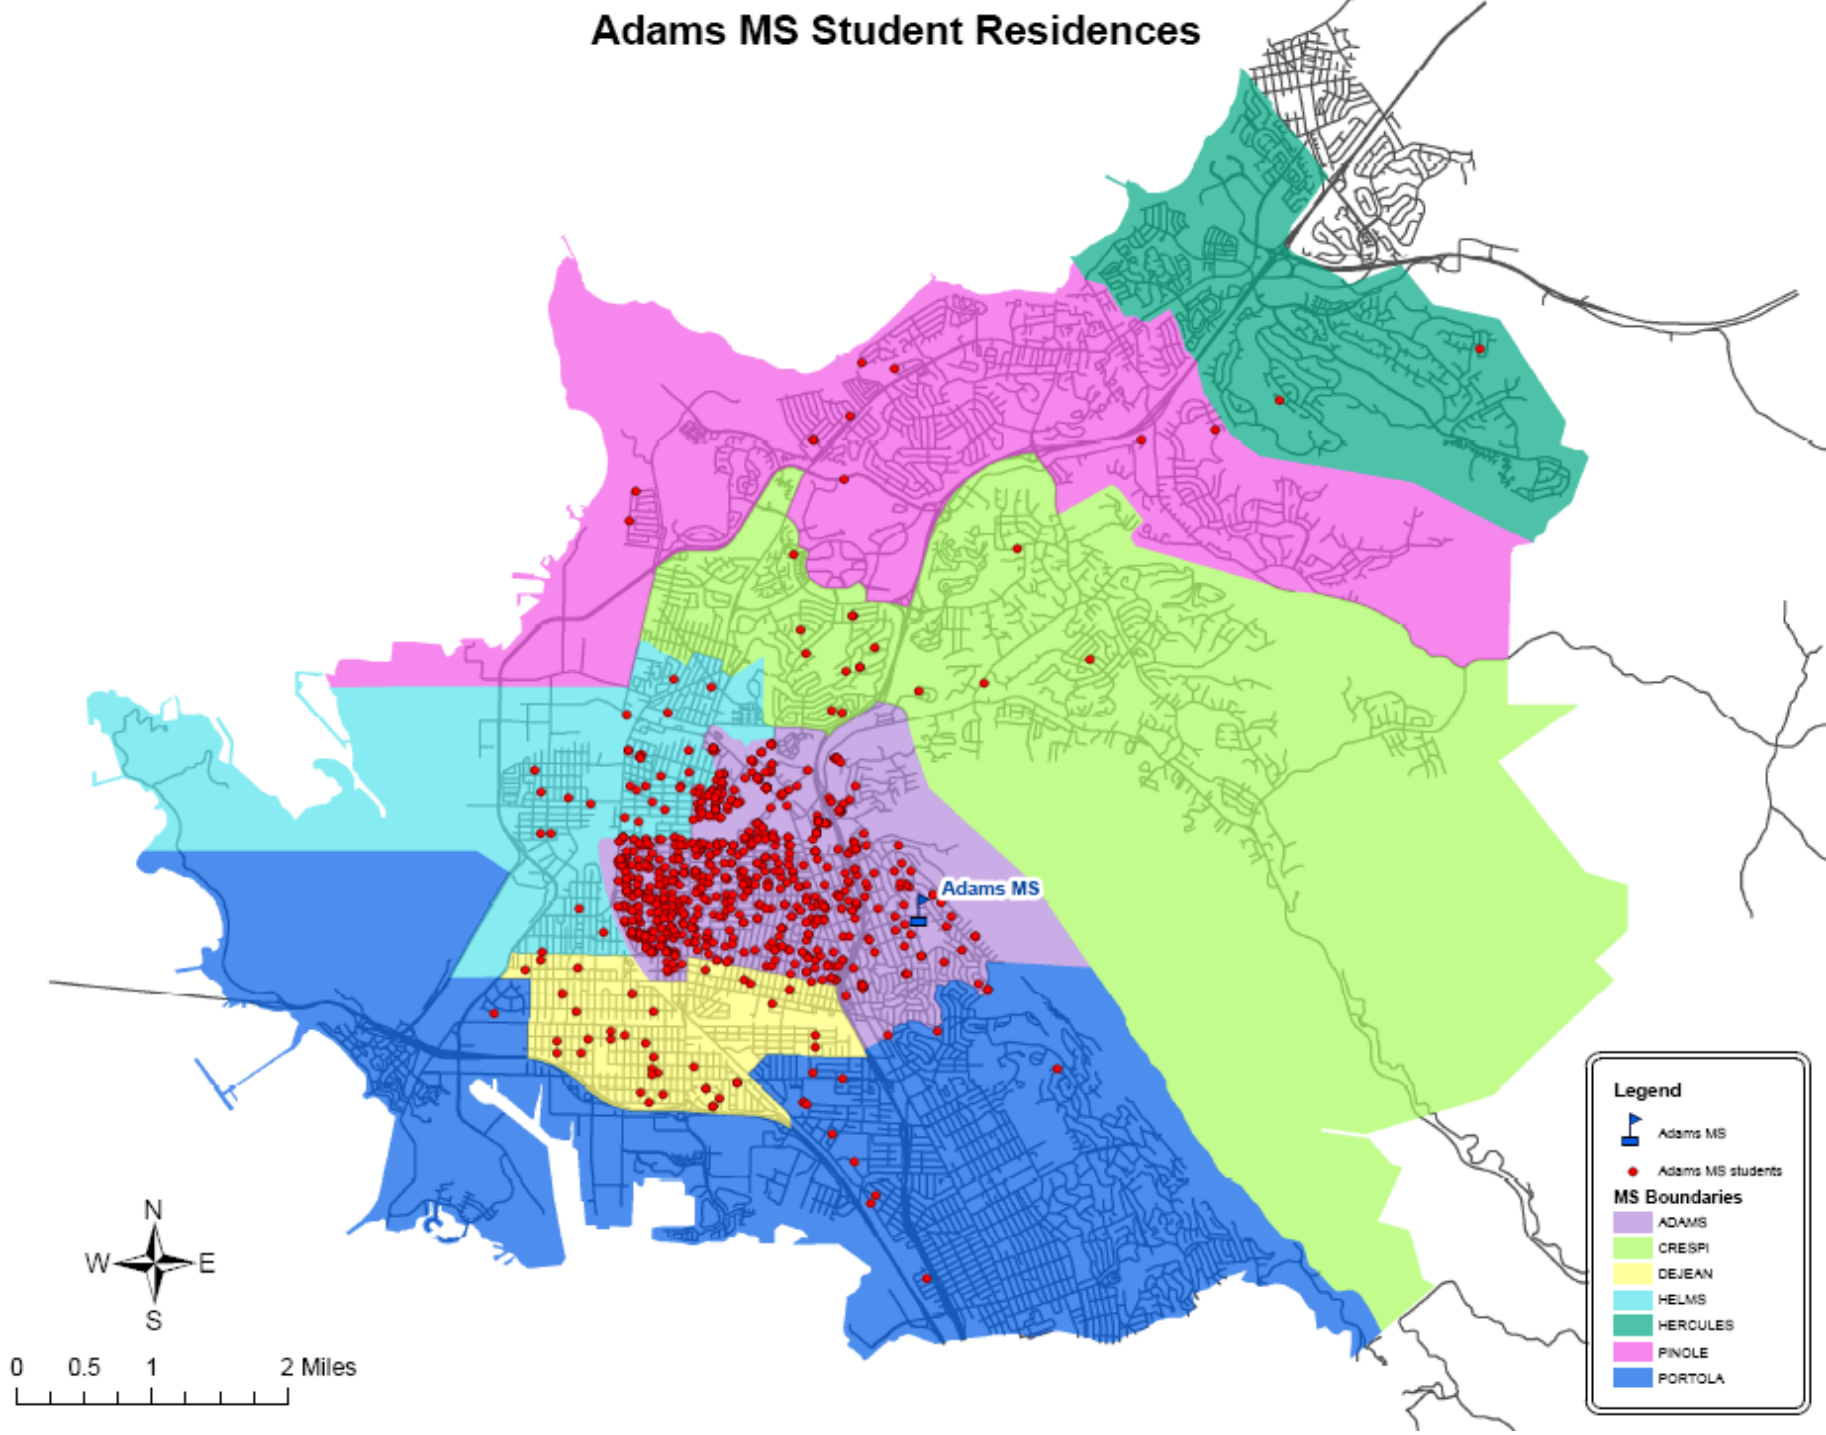 Adams MS Student Residences
Adams MS
N
W E
S
0 0.5 1 2 Miles
Legend
Adams MS
Adams MS students
MS Boundaries
ADAMS
CRESPI
DEJEAN
HELMS
HERCULES
PINOLE
PORTOLA